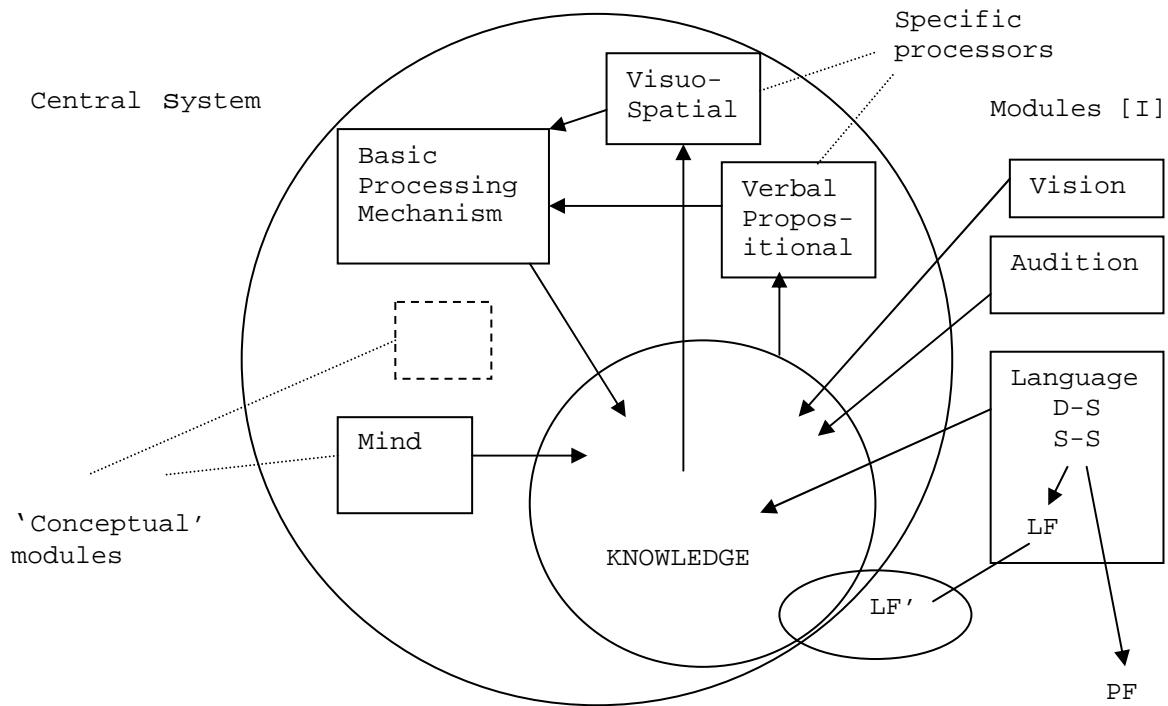 Specific
processors
Central System
Visuo-
Spatial
Modules [I]
Basic
Processing
Mechanism
Verbal
Propos-
itional
Vision
Audition
Language
D-S
S-S
LF
Mind
‘Conceptual’
modules
KNOWLEDGE
LF’
PF